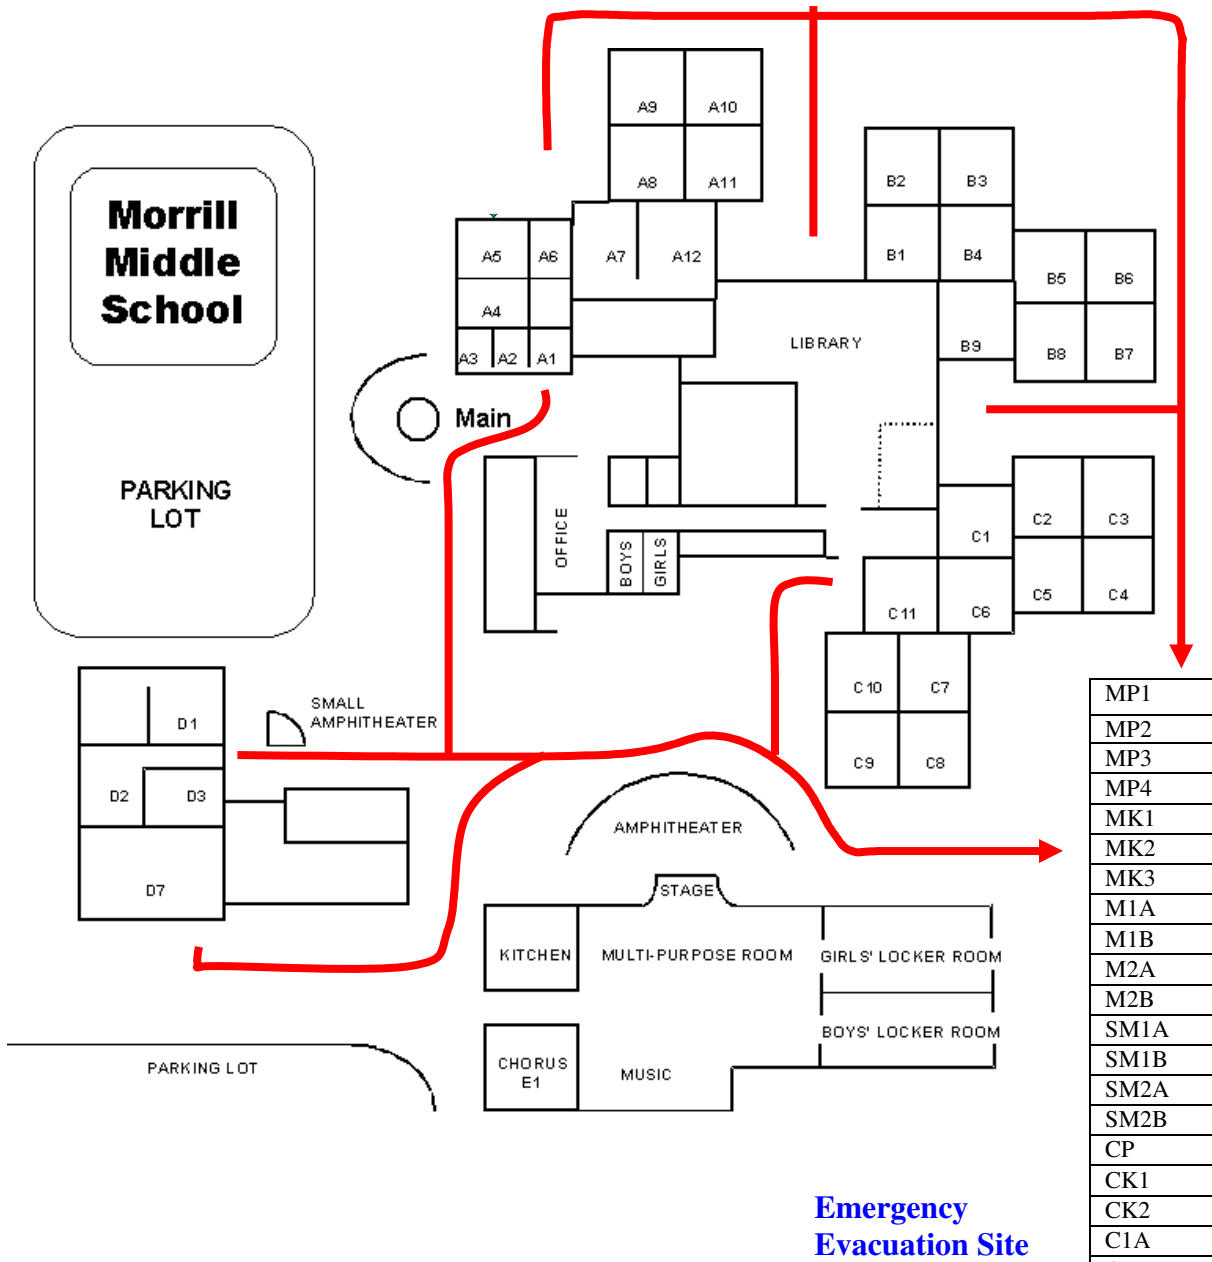 A9 A10
A8 A11
B2 B3
B1 B4
Morrill
Middle
School
A5 A6 A7 A12
A4
A3 A2 A1
B5 B6
B8 B7
B9
LIBRARY
Main
PARKING
LOT
OFFICE
BOYS
GIRLS
C1
C2 C3
C5 C4
C11 C6
C10 C7
C9 C8
SMALL
AMPHITHEATER
D1
D2 D3
D7
AMPHITHEATER
STAGE
KITCHEN
MULTI-PURPOSE ROOM
GIRLS' LOCKER ROOM
BOYS' LOCKER ROOM
CHORUS
E1
MUSIC
PARKING LOT
MP1
MP2
MP3
MP4
MK1
MK2
MK3
M1A
M1B
M2A
M2B
SM1A
SM1B
SM2A
SM2B
CP
CK1
CK2
C1A
Emergency
Evacuation Site